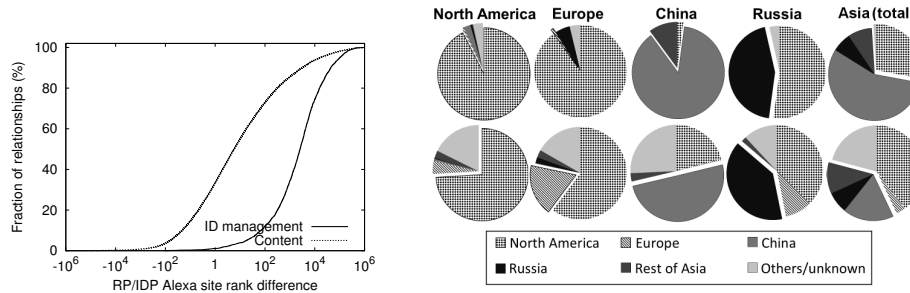 Fraction of relationships (%)
100
80
60
40
20
0
ID management
Content
-10^6 -10^4 -10^2 1 10^2 10^4 10^6
RP/IDP Alexa site rank difference
North America Europe China Russia Asia (total
North America Europe China
Russia Rest of Asia Others/unknown